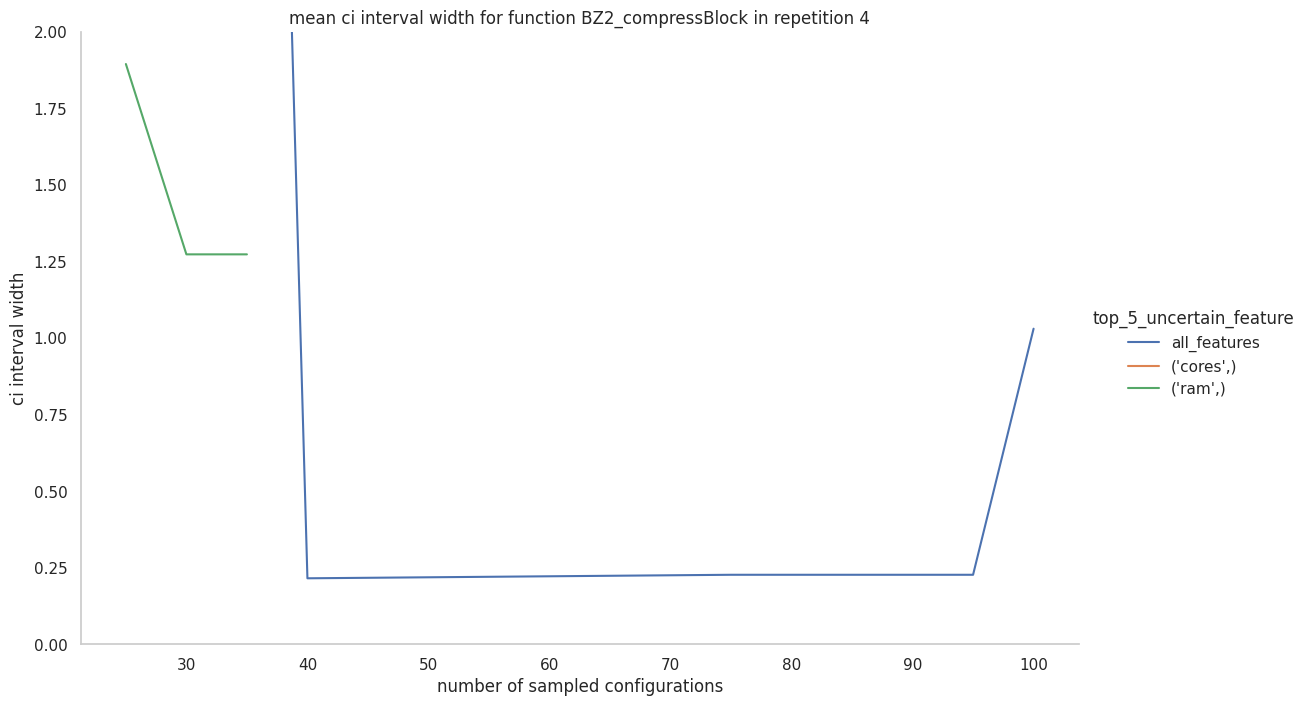 mean ci interval width for function BZ2_compressBlock in repetition 4
2.00
1.75
1.50
1.25
1.00
0.75
0.50
0.25
0.00
ci interval width
30
40
50
60
70
80
90
100
number of sampled configurations
top_5_uncertain_feature
all_features
('cores',)
('ram',)